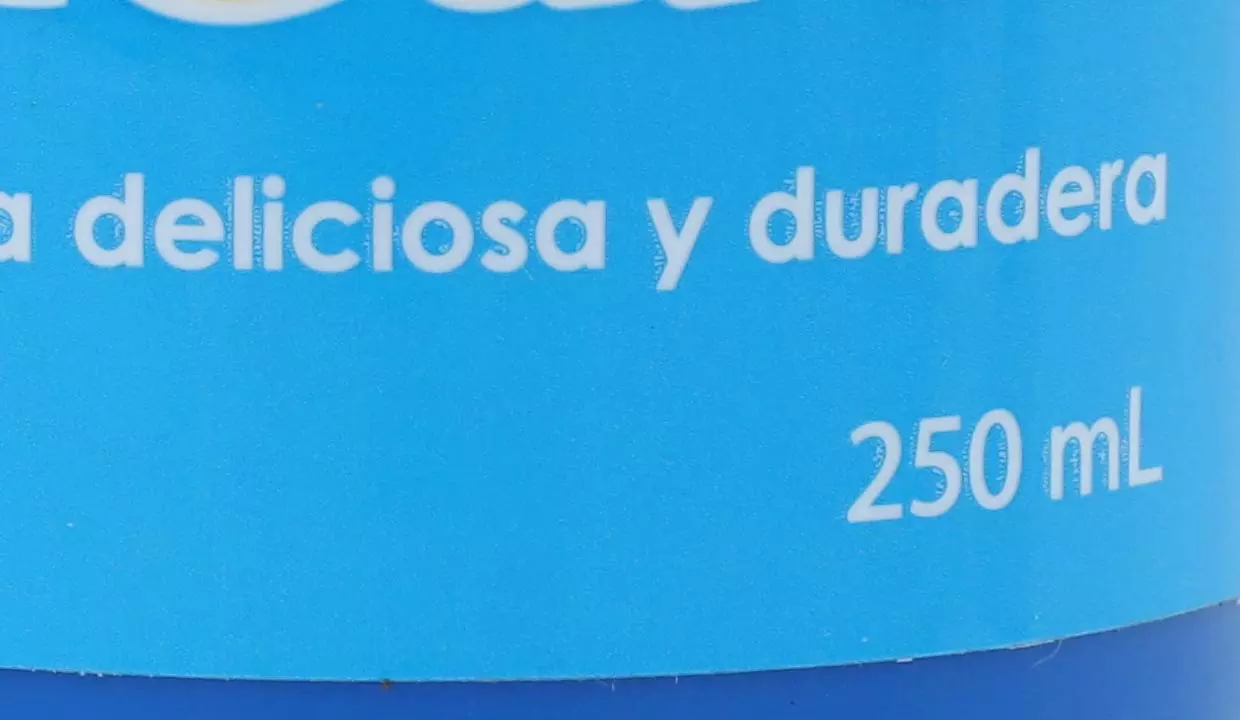 a deliciosa y duradera
250 mL